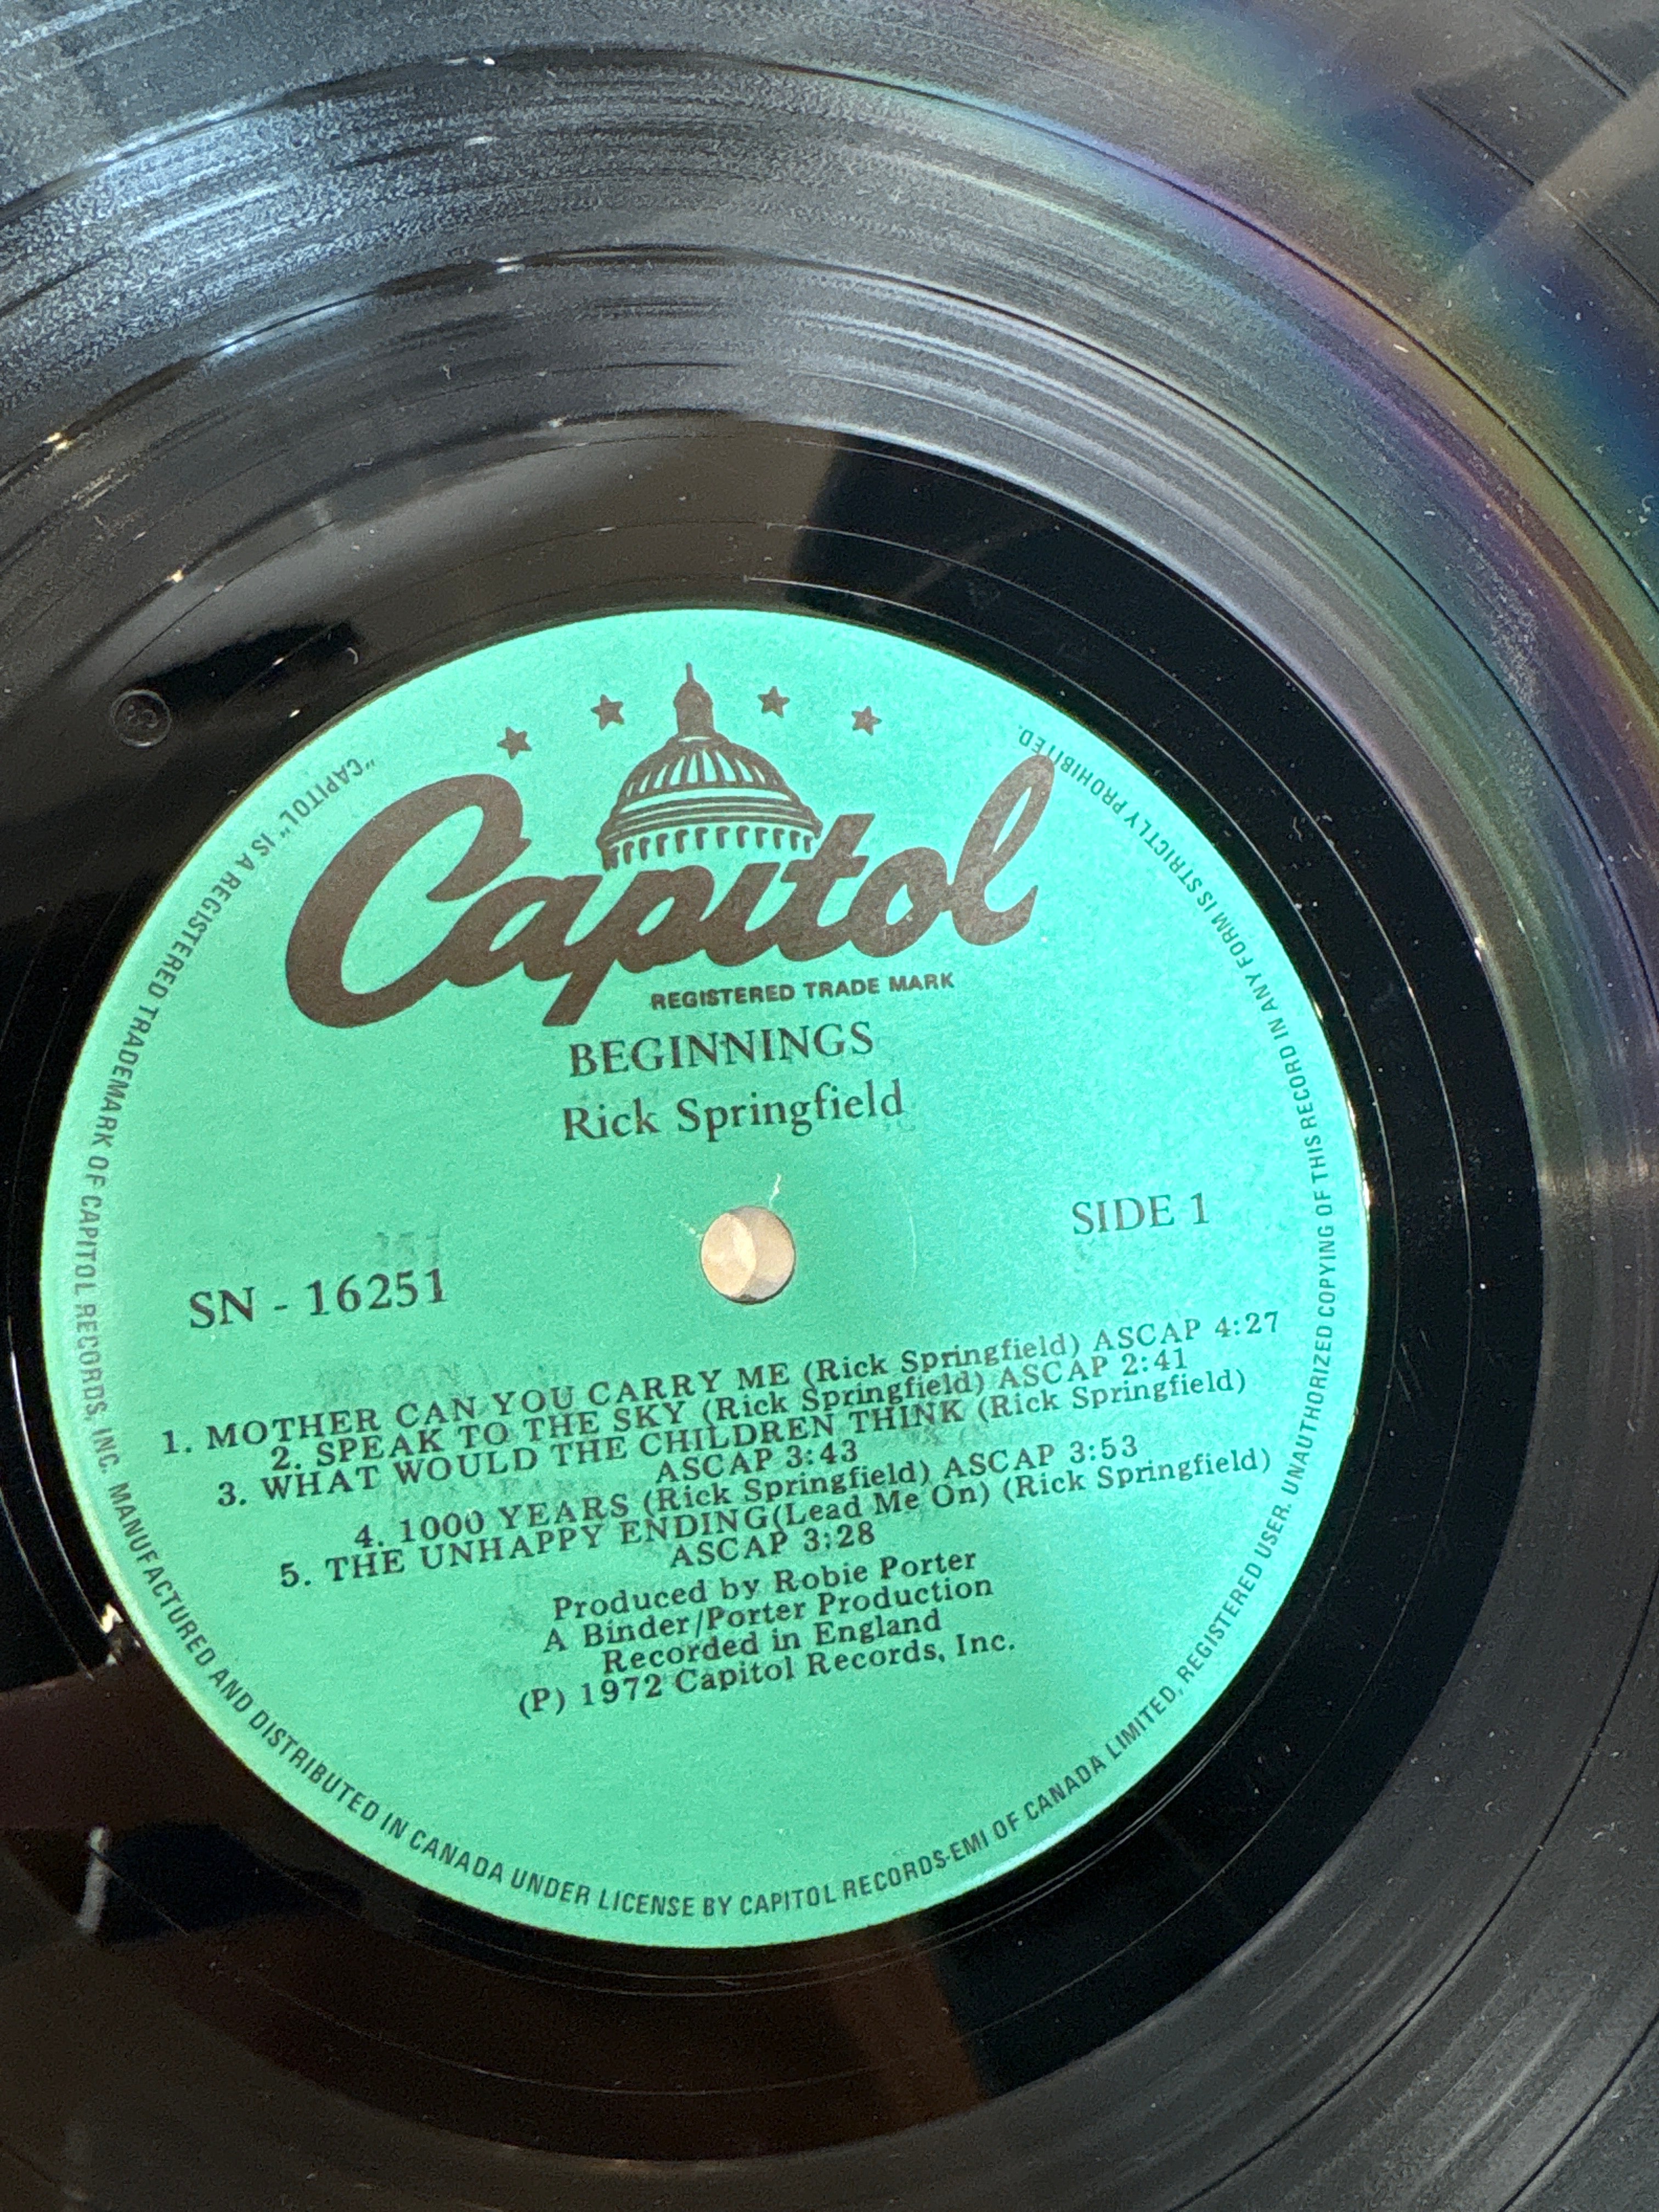 Capitol
REGISTERED TRADE MARK
BEGINNINGS
Rick Springfield
SIDE 1
SN - 16251
1. MOTHER CAN YOU CARRY ME (Rick Springfield) ASCAP 4:27
2. SPEAK TO THE SKY (Rick Springfield) ASCAP 2:41
3. WHAT WOULD THE CHILDREN THINK (Rick Springfield)
ASCAP 3:43
4. 1000 YEARS (Rick Springfield) ASCAP 3:53
5. THE UNHAPPY ENDING(Lead Me On) (Rick Springfield)
ASCAP 3:28
Produced by Robie Porter
A Binder/Porter Production
Recorded in England
(P) 1972 Capitol Records, Inc.
"CAPITOL" IS A REGISTERED TRADEMARK OF CAPITOL RECORDS, INC. MANUFACTURED AND DISTRIBUTED IN CANADA UNDER LICENSE BY CAPITOL RECORDS-EMI OF CANADA LIMITED, REGISTERED USER. UNAUTHORIZED COPYING OF THIS RECORD IN ANY FORM IS STRICTLY PROHIBITED.